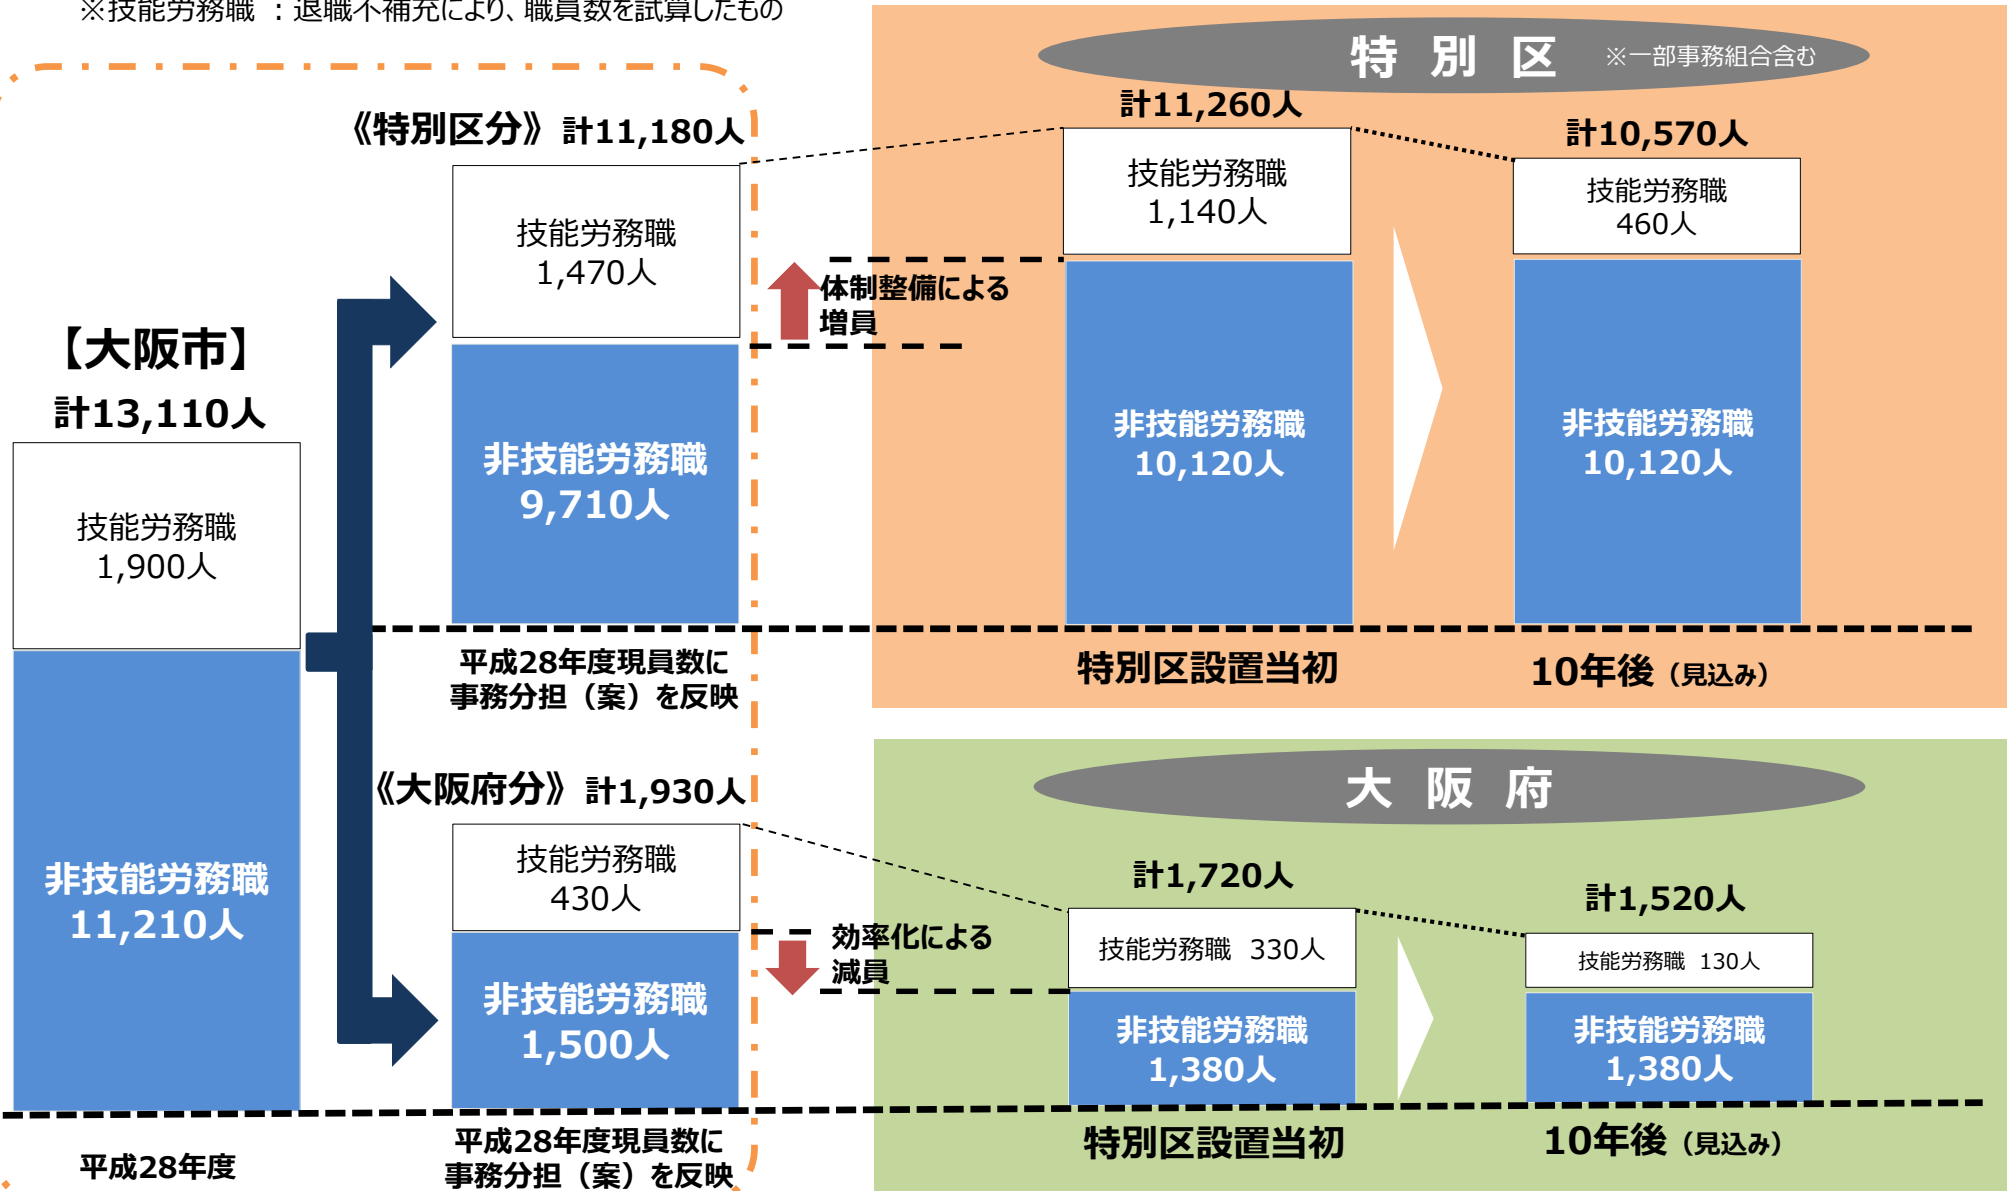 ※技能労務職 ：退職不補充により、職員数を試算したもの
特 別 区 ※一部事務組合含む
《特別区分》計11,180人
技能労務職
1,470人
非技能労務職
9,710人
平成28年度現員数に
事務分担（案）を反映
体制整備による
増員
計11,260人
技能労務職
1,140人
非技能労務職
10,120人
特別区設置当初
計10,570人
技能労務職
460人
非技能労務職
10,120人
10年後（見込み）
【大阪市】
計13,110人
技能労務職
1,900人
非技能労務職
11,210人
平成28年度
大 阪 府
《大阪府分》計1,930人
技能労務職
430人
非技能労務職
1,500人
平成28年度現員数に
事務分担（案）を反映
効率化による
減員
計1,720人
技能労務職 330人
非技能労務職
1,380人
特別区設置当初
計1,520人
技能労務職 130人
非技能労務職
1,380人
10年後（見込み）